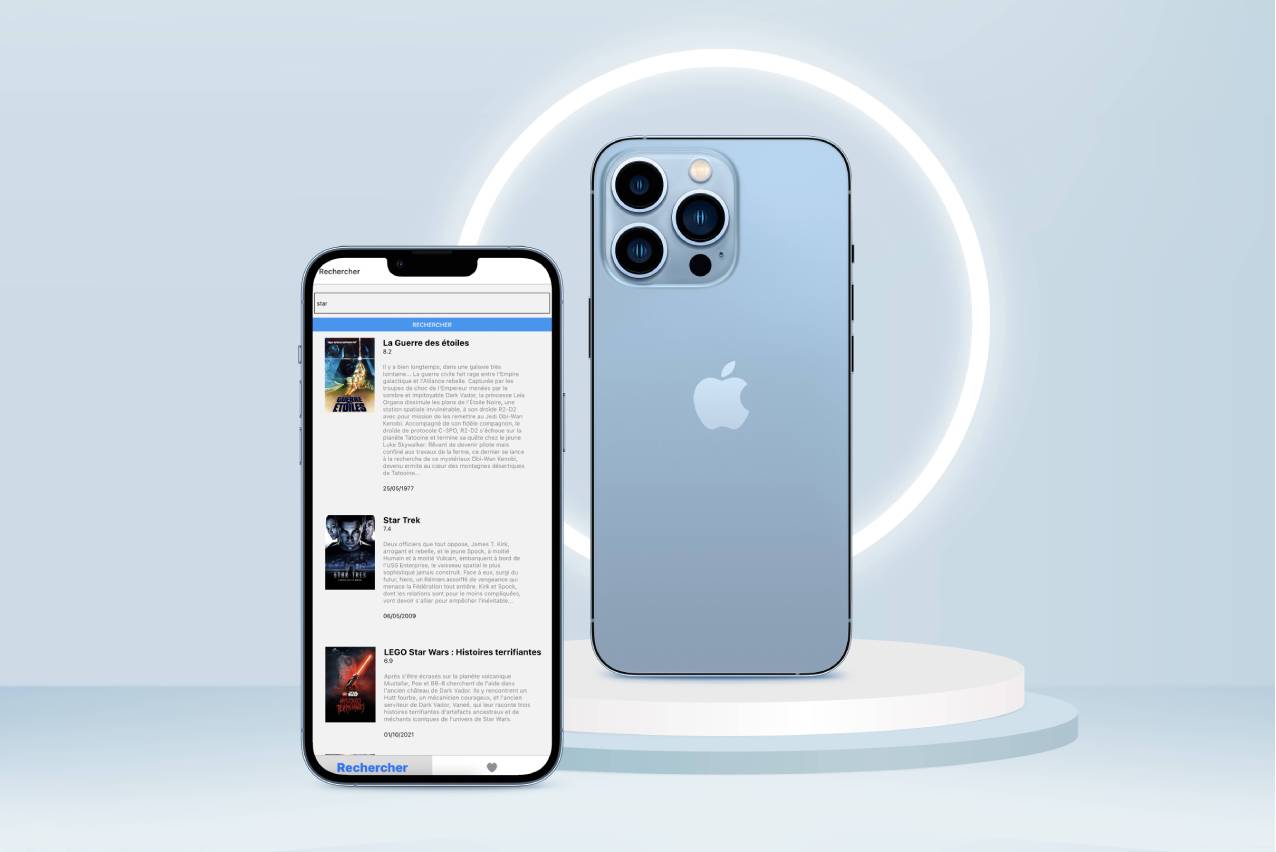 Rechercher
star
RECHERCHER
La Guerre des étoiles
8.2
Il y a bien longtemps, dans une galaxie très
lointaine... La guerre civile fait rage entre l'Empire
galactique et l'Alliance rebelle. Capturée par les
troupes de choc de l'Empereur menées par le
sombre et impitoyable Dark Vador, la princesse Leia
Organa dissimule les plans de l'Étoile Noire, une
station spatiale invulnérable, à son droïde R2-D2
avec pour mission de les remettre au Jedi Obi-Wan
Kenobi. Accompagné de son fidèle compagnon, le
droïde de protocole C-3PO, R2-D2 s'échoue sur la
planète Tatooine et termine sa quête chez le jeune
Luke Skywalker. Rêvant de devenir pilote mais
confiné aux travaux de la ferme, ce dernier se lance
à la recherche de ce mystérieux Obi-Wan Kenobi,
devenu ermite au cœur des montagnes désertiques
de Tatooine...
25/05/1977
GUERRE
ETOILES
Star Trek
7.4
Deux officiers que tout oppose, James T. Kirk,
arrogant et rebelle, et le jeune Spock, à moitié
Humain et à moitié Vulcain, embarquent à bord de
l'USS Enterprise, le vaisseau spatial le plus
sophistiqué jamais construit. Face à eux, surgi du
futur, Nero, un Rémien assoiffé de vengeance qui
menace la Fédération tout entière. Kirk et Spock,
dont les relations sont pour le moins compliquées,
vont devoir s'allier pour empêcher l'inévitable...
06/05/2009
STAR TREK
LEGO Star Wars : Histoires terrifiantes
6.9
Après s'être écrasés sur la planète volcanique
Mustafar, Poe et BB-8 cherchent de l'aide dans
l'ancien château de Dark Vador. Ils y rencontrent un
Hutt fourbe, un mécanicien courageux, et l'ancien
serviteur de Dark Vador, Vaneé, qui leur raconte trois
histoires terrifiantes d'artefacts ancestraux et de
méchants iconiques de l'univers de Star Wars.
01/10/2021
Rechercher